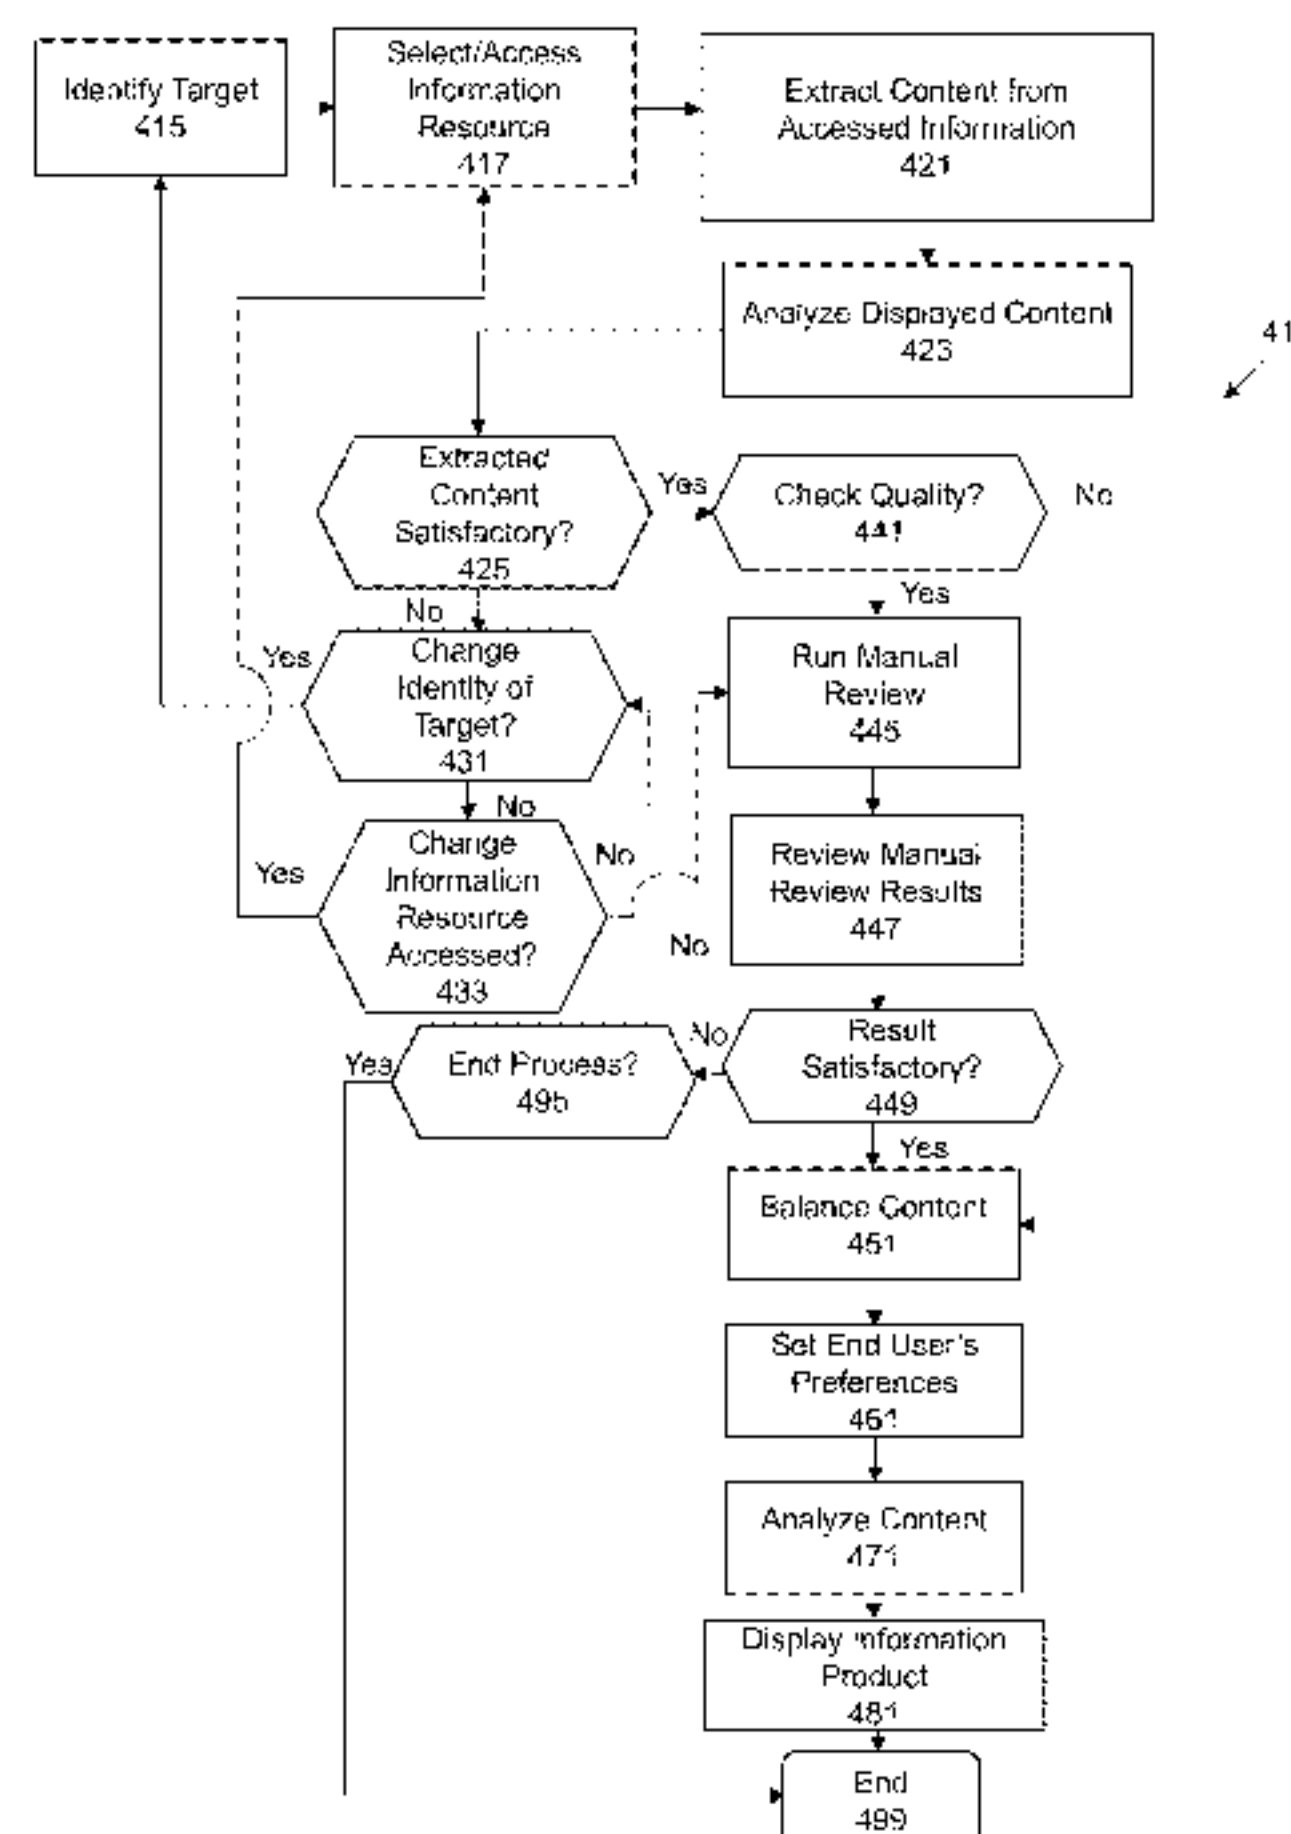 Identify Target
415
Select/Access
Information
Resource
417
Extract Content from
Accessed Information
421
Analyze Displayed Content
423
41
Extracted
Content
Satisfactory?
425
Yes
Check Quality?
441
No
No
Yes
Yes
Change
Identity of
Target?
431
Run Manual
Review
445
No
Yes
Change
Information
Resource
Accessed?
433
No
Review Manual
Review Results
447
No
Yes
End Process?
495
No
Result
Satisfactory?
449
Yes
Balance Content
451
Set End User's
Preferences
461
Analyze Content
471
Display Information
Product
481
End
499